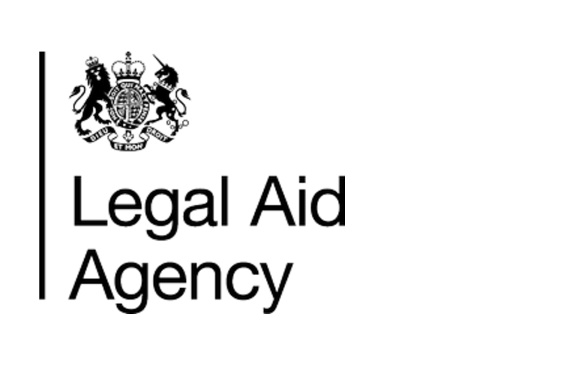 DIEU ET MON DROIT
Legal Aid
Agency